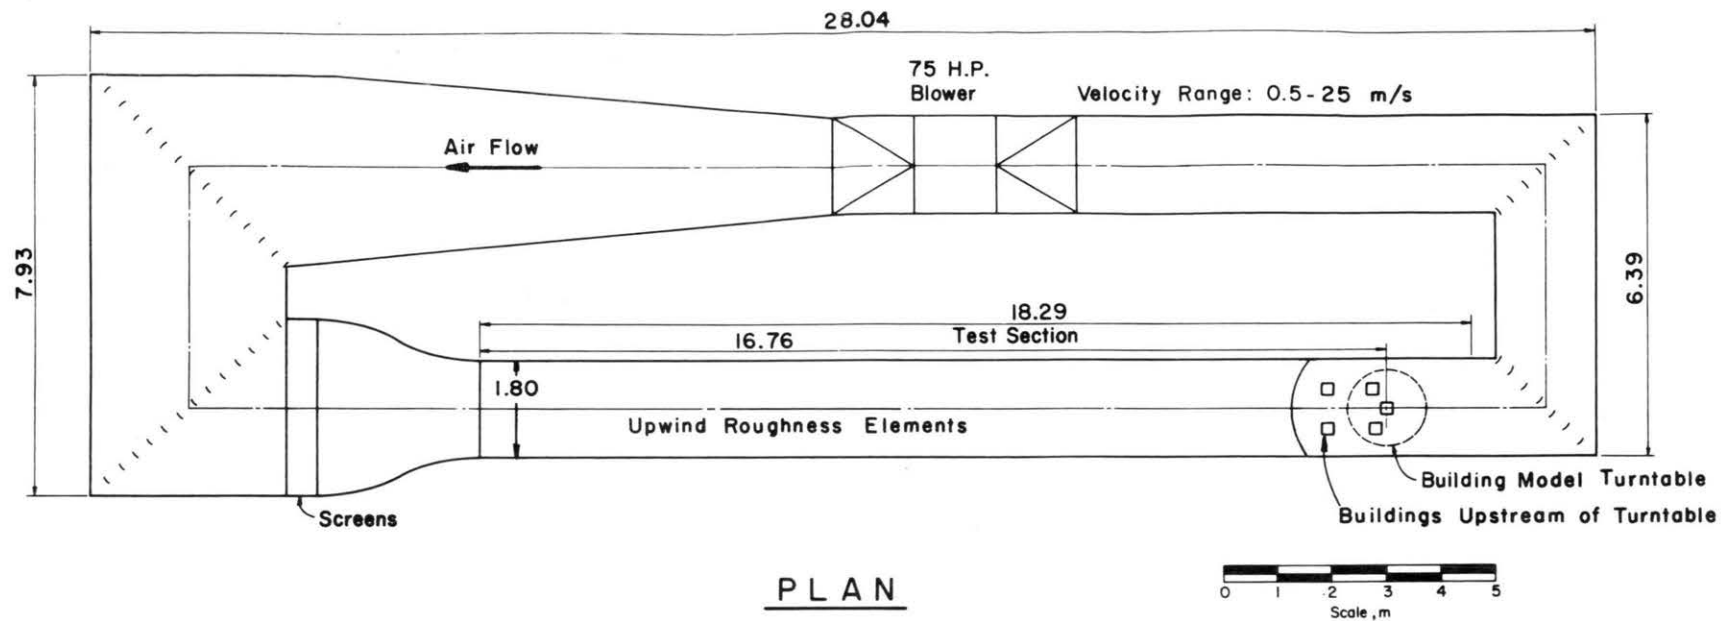 28.04
75 H.P.
Blower
Velocity Range: 0.5-25 m/s
Air Flow
7.93
6.39
18.29
16.76
Test Section
1.80
Upwind Roughness Elements
Building Model Turntable
Buildings Upstream of Turntable
Screens
PLAN
0 1 2 3 4 5
Scale, m